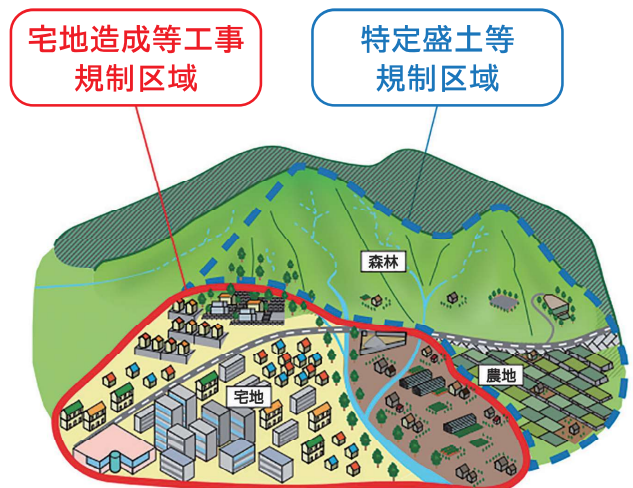 宅地造成等工事
規制区域
特定盛土等
規制区域
森林
宅地
農地